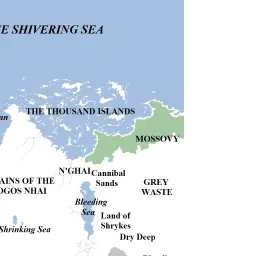 E SHIVERING SEA
THE THOUSAND ISLANDS
MOSSOVY
N'GHAI
Cannibal
Sands
AINS OF THE
OGOS NHAI
GREY
WASTE
Bleeding
Sea
Land of
Shrykes
Shrinking Sea
Dry Deep